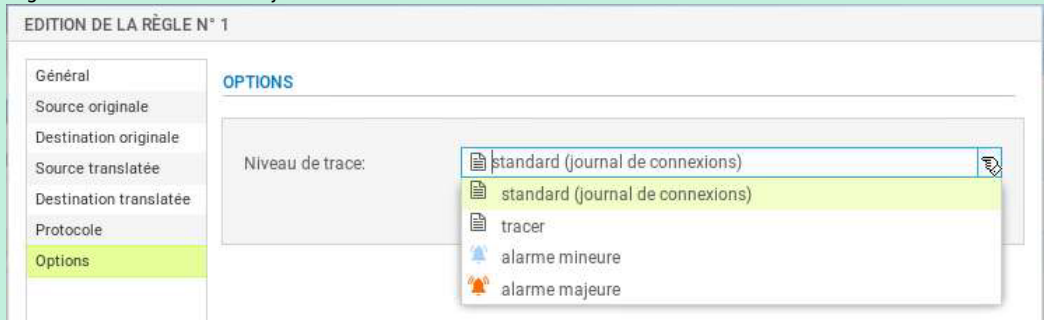 EDITION DE LA RÈGLE N° 1
Général
Source originale
Destination originale
Source translatée
Destination translatée
Protocole
Options
OPTIONS
Niveau de trace:
standard (journal de connexions)
standard (journal de connexions)
tracer
alarme mineure
alarme majeure